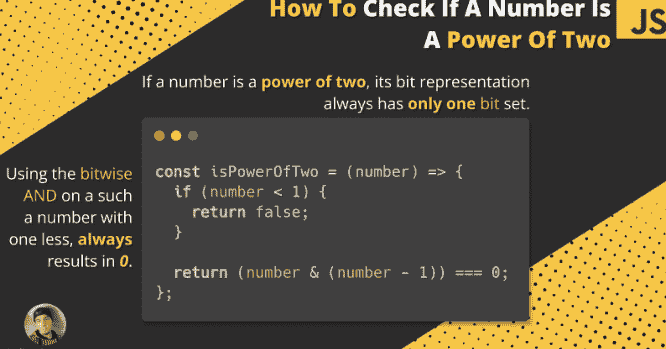 How To Check If A Number Is
A Power Of Two
JS
If a number is a power of two, its bit representation
always has only one bit set.
Using the bitwise
AND on a such
a number with
one less, always
results in 0.
const isPowerOfTwo = (number) => {
if (number < 1) {
return false;
}
return (number & (number - 1)) === 0;
};